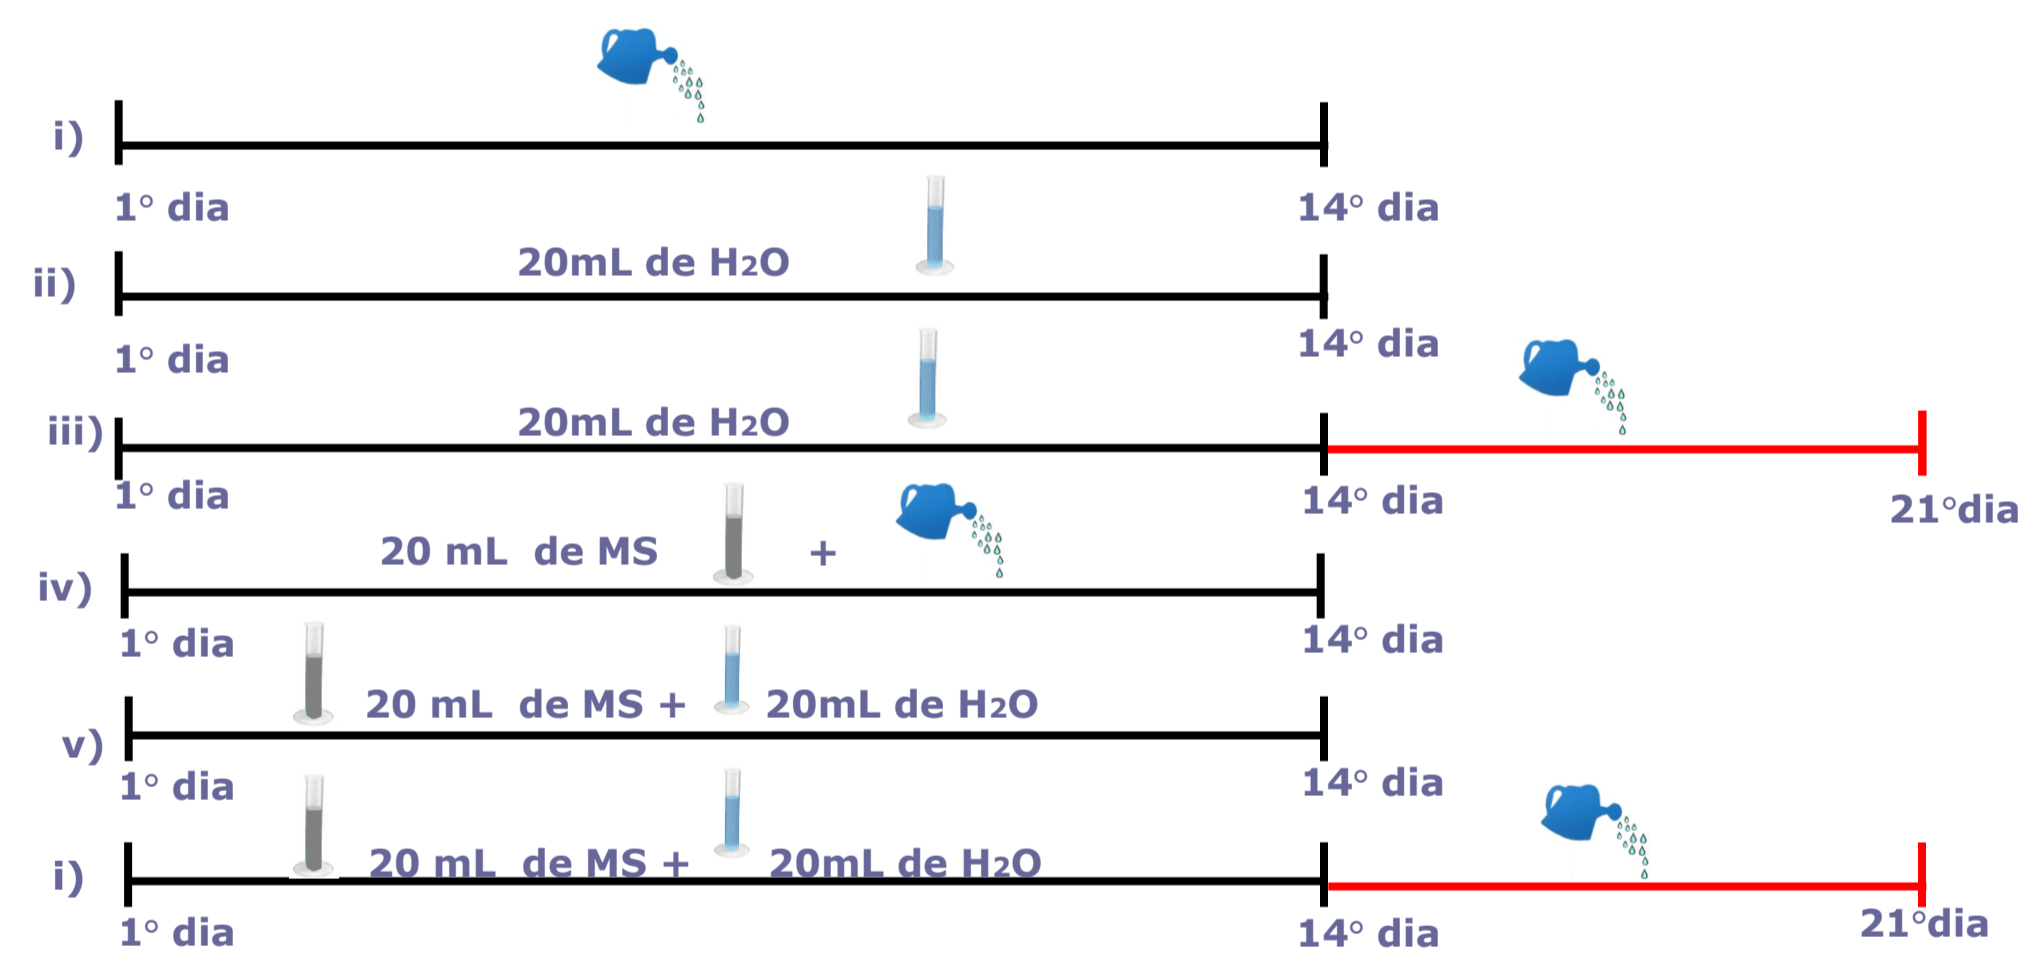 i)
1° dia 14° dia
ii) 20mL de H2O
1° dia 14° dia
iii) 20mL de H2O
1° dia 14° dia 21°dia
iv) 20 mL de MS +
1° dia 14° dia
v) 20 mL de MS + 20mL de H2O
1° dia 14° dia
i) 20 mL de MS + 20mL de H2O
1° dia 14° dia 21°dia